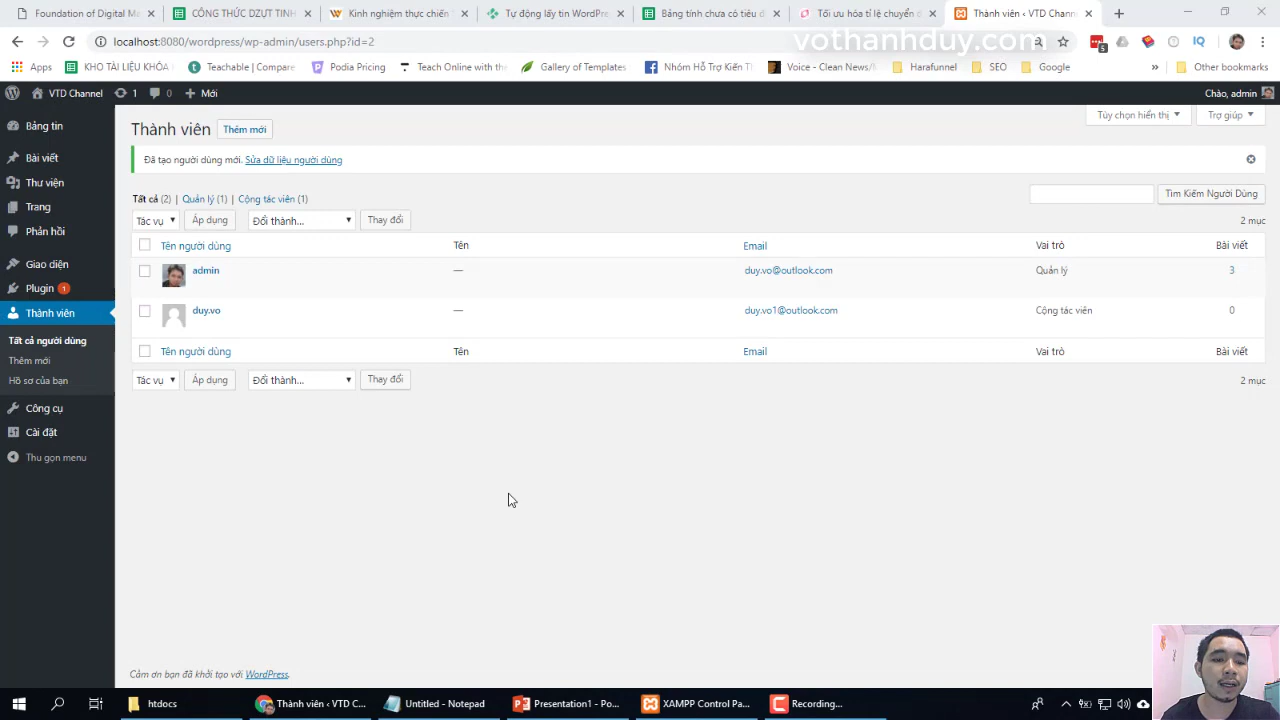 Foundation of Digital Ma
CÔNG THỨC DZỰT TINH
Kinh nghiệm thực chiến
Tự động lấy tin WordPre
Bảng tính chưa có tiêu đ
Tối ưu hóa tỉ lệ chuyển d
Thành viên ‹ VTD Chann
localhost:8080/wordpress/wp-admin/users.php?id=2
vothanhduy.com
Apps
KHO TÀI LIỆU KHÓA
Teachable | Compare
Podia Pricing
Teach Online with the
Gallery of Templates
Nhóm Hỗ Trợ Kiến T
Voice - Clean News/
Harafunnel
SEO
Google
»
Other bookmarks
VTD Channel
1
0
Mới
Chào, admin
Bảng tin
Bài viết
Thư viện
Trang
Phản hồi
Giao diện
Plugin 1
Thành viên
Tất cả người dùng
Thêm mới
Hồ sơ của bạn
Công cụ
Cài đặt
Thu gọn menu
Thành viên
Thêm mới
Tùy chọn hiển thị
Trợ giúp
Đã tạo người dùng mới. Sửa dữ liệu người dùng
Tất cả (2) | Quản lý (1) | Cộng tác viên (1)
Tìm Kiếm Người Dùng
Tác vụ
Áp dụng
Đổi thành...
Thay đổi
2 mục
Tên người dùng Tên Email Vai trò Bài viết
admin — duy.vo@outlook.com Quản lý 3
duy.vo — duy.vo1@outlook.com Cộng tác viên 0
Tên người dùng Tên Email Vai trò Bài viết
Tác vụ
Áp dụng
Đổi thành...
Thay đổi
2 mục
Cảm ơn bạn đã khởi tạo với WordPress.
htdocs
Thành viên ‹ VTD C...
Untitled - Notepad
Presentation1 - Po...
XAMPP Control Pa...
Recording...